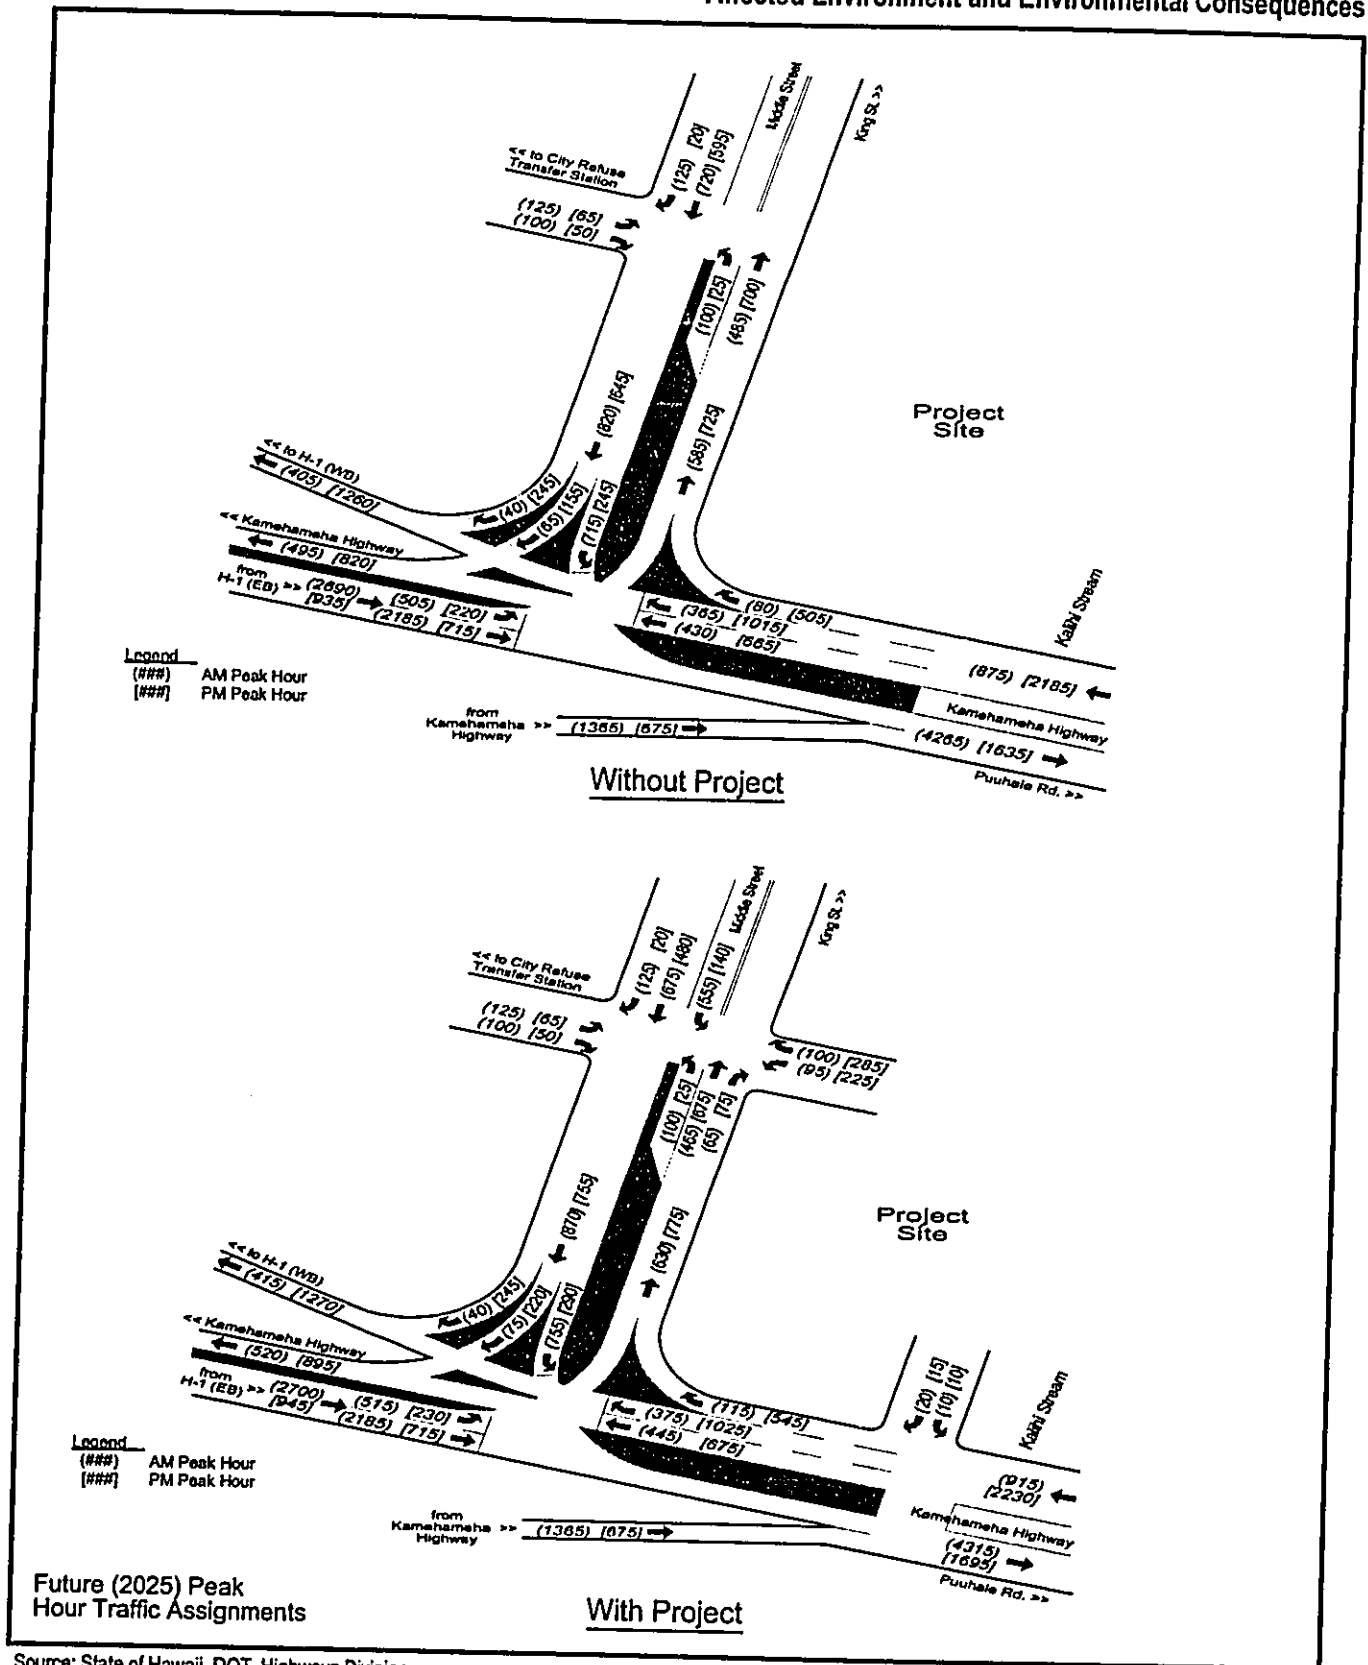 Affected Environment and Environmental Consequences
Middle Street
King St. >>
<< to City Refuse
Transfer Station
(125) [20]
(720) [595]
(125) [65]
(100) [50]
(100) [25]
(485) [700]
(820) [645]
(585) [725]
Project
Site
<< to H-1 (WB)
(405) [1260]
(40) [245]
(65) [155]
(715) [245]
<< Kamehameha Highway
(495) [820]
from
H-1 (EB) >> (2690)
[935]
(505) [220]
(2185) [715]
(80) [505]
(365) [1015]
(430) [665]
Kalihi Stream
(875) [2185]
Kamehameha Highway
(4265) [1635]
Puuhale Rd. >>
Legend
(###) AM Peak Hour
[###] PM Peak Hour
from
Kamehameha >>
Highway
(1365) [675]
Without Project
Middle Street
King St. >>
<< to City Refuse
Transfer Station
(125) [20]
(675) [480]
(555) [140]
(125) [65]
(100) [50]
(100) [285]
(95) [225]
(100) [25]
(465) [675]
(65) [75]
(870) [755]
(630) [775]
Project
Site
<< to H-1 (WB)
(415) [1270]
(40) [245]
(75) [220]
(755) [290]
<< Kamehameha Highway
(520) [895]
from
H-1 (EB) >> (2700)
[945]
(515) [230]
(2185) [715]
(115) [545]
(375) [1025]
(445) [675]
(20) [15]
(10) [10]
Kalihi Stream
(915)
[2230]
Kamehameha Highway
(4315)
[1695]
Puuhale Rd. >>
Legend
(###) AM Peak Hour
[###] PM Peak Hour
from
Kamehameha >>
Highway
(1365) [675]
Future (2025) Peak
Hour Traffic Assignments
With Project
Source: State of Hawaii, DOT, Highways Division